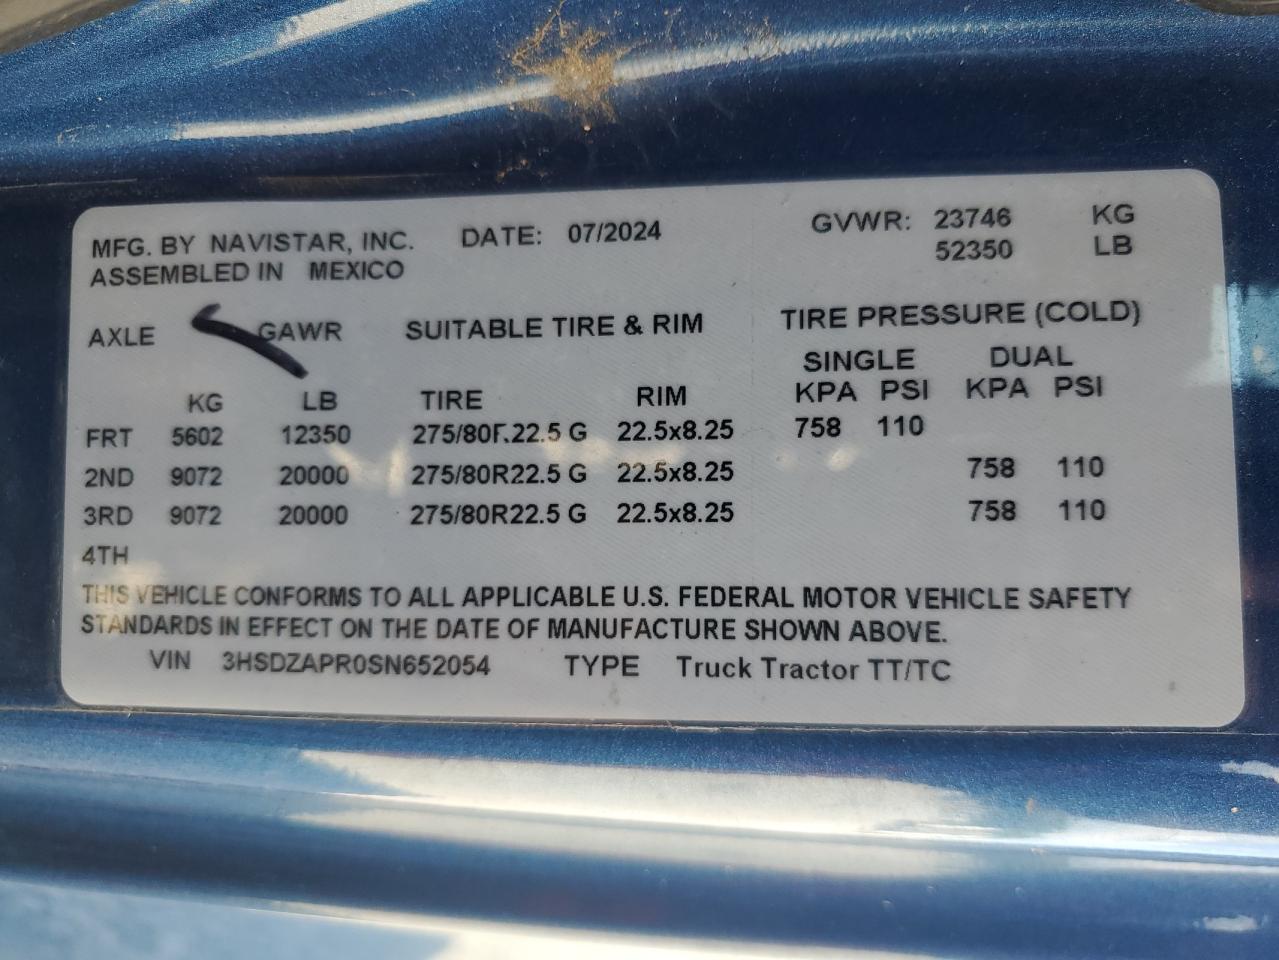 MFG. BY NAVISTAR, INC. DATE: 07/2024 GVWR: 23746 KG
ASSEMBLED IN MEXICO 52350 LB
AXLE GAWR SUITABLE TIRE & RIM TIRE PRESSURE (COLD)
SINGLE DUAL
KG LB TIRE RIM KPA PSI KPA PSI
FRT 5602 12350 275/80R22.5 G 22.5x8.25 758 110
2ND 9072 20000 275/80R22.5 G 22.5x8.25 758 110
3RD 9072 20000 275/80R22.5 G 22.5x8.25 758 110
4TH
THIS VEHICLE CONFORMS TO ALL APPLICABLE U.S. FEDERAL MOTOR VEHICLE SAFETY
STANDARDS IN EFFECT ON THE DATE OF MANUFACTURE SHOWN ABOVE.
VIN 3HSDZAPR0SN652054 TYPE Truck Tractor TT/TC